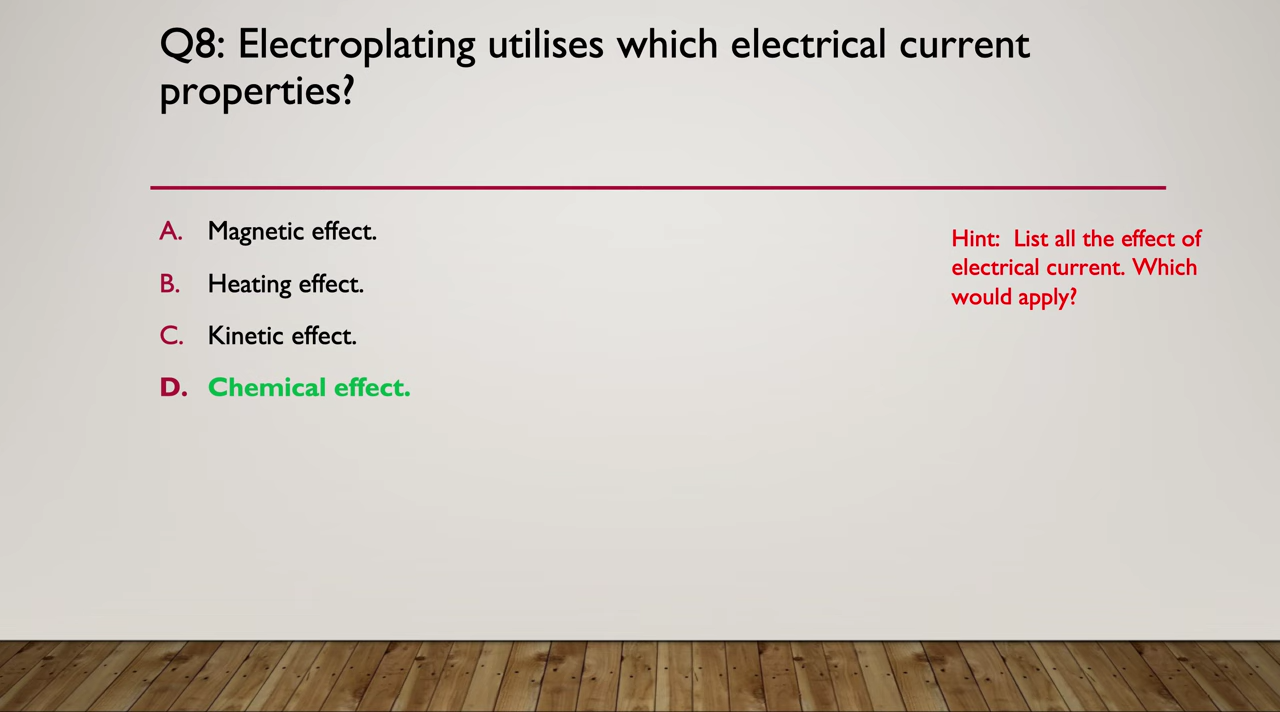 Q8: Electroplating utilises which electrical current
properties?
A. Magnetic effect.
B. Heating effect.
C. Kinetic effect.
D. Chemical effect.
Hint: List all the effect of
electrical current. Which
would apply?